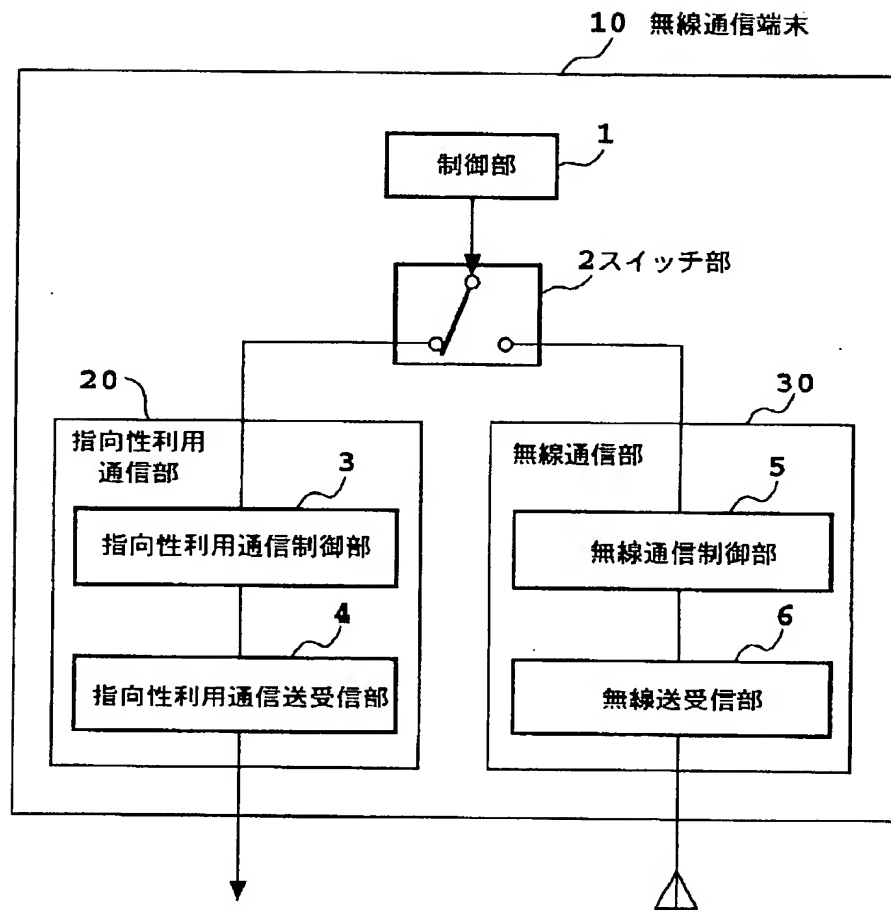 10 無線通信端末
1
制御部
2スイッチ部
20
30
指向性利用
通信部
無線通信部
3
5
指向性利用通信制御部
無線通信制御部
4
6
指向性利用通信送受信部
無線送受信部